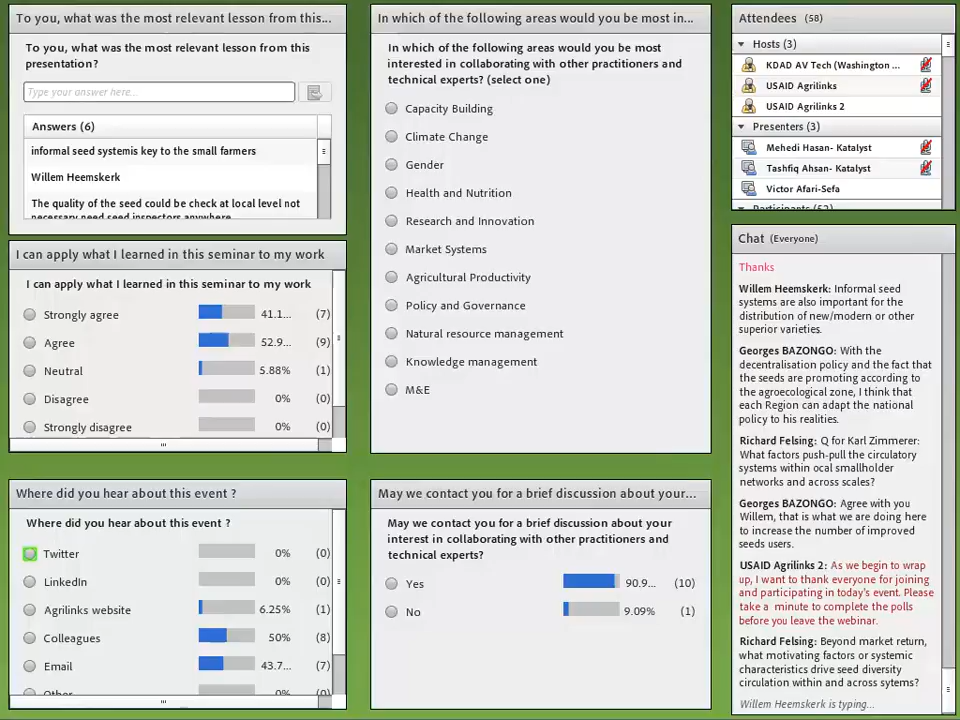 To you, what was the most relevant lesson from this...
To you, what was the most relevant lesson from this
presentation?
Type your answer here...
Answers (6)
informal seed systemis key to the small farmers
Willem Heemskerk
The quality of the seed could be check at local level not
necessary need seed inspectors anywhere
I can apply what I learned in this seminar to my work
I can apply what I learned in this seminar to my work
Strongly agree 41.1... (7)
Agree 52.9... (9)
Neutral 5.88% (1)
Disagree 0% (0)
Strongly disagree 0% (0)
Where did you hear about this event ?
Where did you hear about this event ?
Twitter 0% (0)
LinkedIn 0% (0)
Agrilinks website 6.25% (1)
Colleagues 50% (8)
Email 43.7... (7)
Other 0% (0)
In which of the following areas would you be most in...
In which of the following areas would you be most
interested in collaborating with other practitioners and
technical experts? (select one)
Capacity Building
Climate Change
Gender
Health and Nutrition
Research and Innovation
Market Systems
Agricultural Productivity
Policy and Governance
Natural resource management
Knowledge management
M&E
May we contact you for a brief discussion about your...
May we contact you for a brief discussion about your
interest in collaborating with other practitioners and
technical experts?
Yes 90.9... (10)
No 9.09% (1)
Attendees (58)
Hosts (3)
KDAD AV Tech (Washington ...
USAID Agrilinks
USAID Agrilinks 2
Presenters (3)
Mehedi Hasan- Katalyst
Tashfiq Ahsan- Katalyst
Victor Afari-Sefa
Participants (52)
Chat (Everyone)
Thanks
Willem Heemskerk: Informal seed
systems are also important for the
distribution of new/modern or other
superior varieties.
Georges BAZONGO: With the
decentralisation policy and the fact that
the seeds are promoting according to
the agroecological zone, I think that
each Region can adapt the national
policy to his realities.
Richard Felsing: Q for Karl Zimmerer:
What factors push-pull the circulatory
systems within ocal smallholder
networks and across scales?
Georges BAZONGO: Agree with you
Willem, that is what we are doing here
to increase the number of improved
seeds users.
USAID Agrilinks 2: As we begin to wrap
up, I want to thank everyone for joining
and participating in today's event. Please
take a minute to complete the polls
before you leave the webinar.
Richard Felsing: Beyond market return,
what motivating factors or systemic
characteristics drive seed diversity
circulation within and across sytems?
Willem Heemskerk is typing...